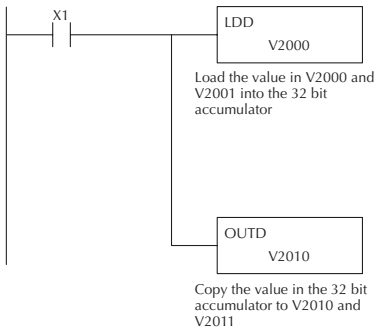 X1
LDD
V2000
Load the value in V2000 and
V2001 into the 32 bit
accumulator
OUTD
V2010
Copy the value in the 32 bit
accumulator to V2010 and
V2011